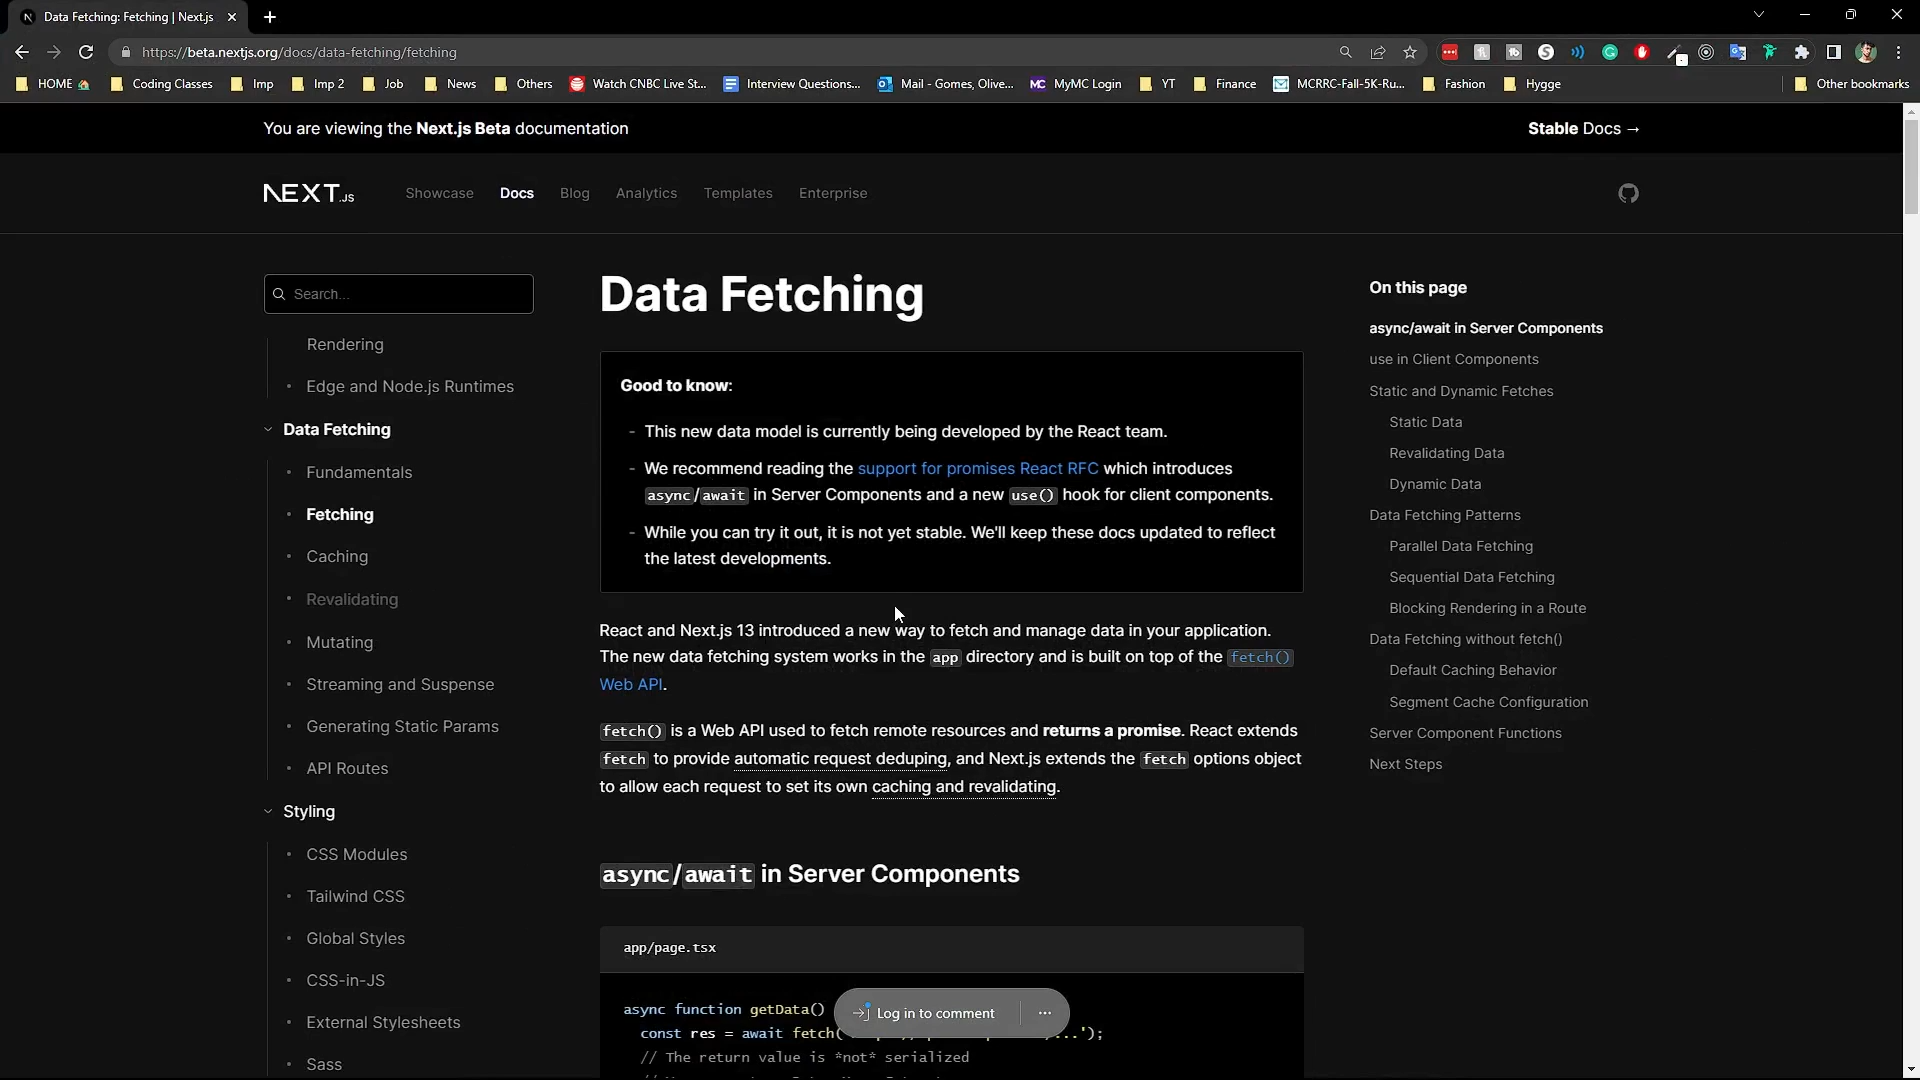 Data Fetching: Fetching | Next.js
https://beta.nextjs.org/docs/data-fetching/fetching
HOME Coding Classes Imp Imp 2 Job News Others Watch CNBC Live St... Interview Questions... Mail - Gomes, Olive... MC MyMC Login YT Finance MCRRC-Fall-5K-Ru... Fashion Hygge Other bookmarks
You are viewing the Next.js Beta documentation Stable Docs →
NEXT.JS Showcase Docs Blog Analytics Templates Enterprise
Search...
Rendering
Edge and Node.js Runtimes
Data Fetching
Fundamentals
Fetching
Caching
Revalidating
Mutating
Streaming and Suspense
Generating Static Params
API Routes
Styling
CSS Modules
Tailwind CSS
Global Styles
CSS-in-JS
External Stylesheets
Sass
Data Fetching
Good to know:
- This new data model is currently being developed by the React team.
- We recommend reading the support for promises React RFC which introduces
async/await in Server Components and a new use() hook for client components.
- While you can try it out, it is not yet stable. We'll keep these docs updated to reflect
the latest developments.
React and Next.js 13 introduced a new way to fetch and manage data in your application.
The new data fetching system works in the app directory and is built on top of the fetch()
Web API.
fetch() is a Web API used to fetch remote resources and returns a promise. React extends
fetch to provide automatic request deduping, and Next.js extends the fetch options object
to allow each request to set its own caching and revalidating.
async/await in Server Components
app/page.tsx
async function getData()
const res = await fetch( ...');
// The return value is *not* serialized
Log in to comment ...
On this page
async/await in Server Components
use in Client Components
Static and Dynamic Fetches
Static Data
Revalidating Data
Dynamic Data
Data Fetching Patterns
Parallel Data Fetching
Sequential Data Fetching
Blocking Rendering in a Route
Data Fetching without fetch()
Default Caching Behavior
Segment Cache Configuration
Server Component Functions
Next Steps